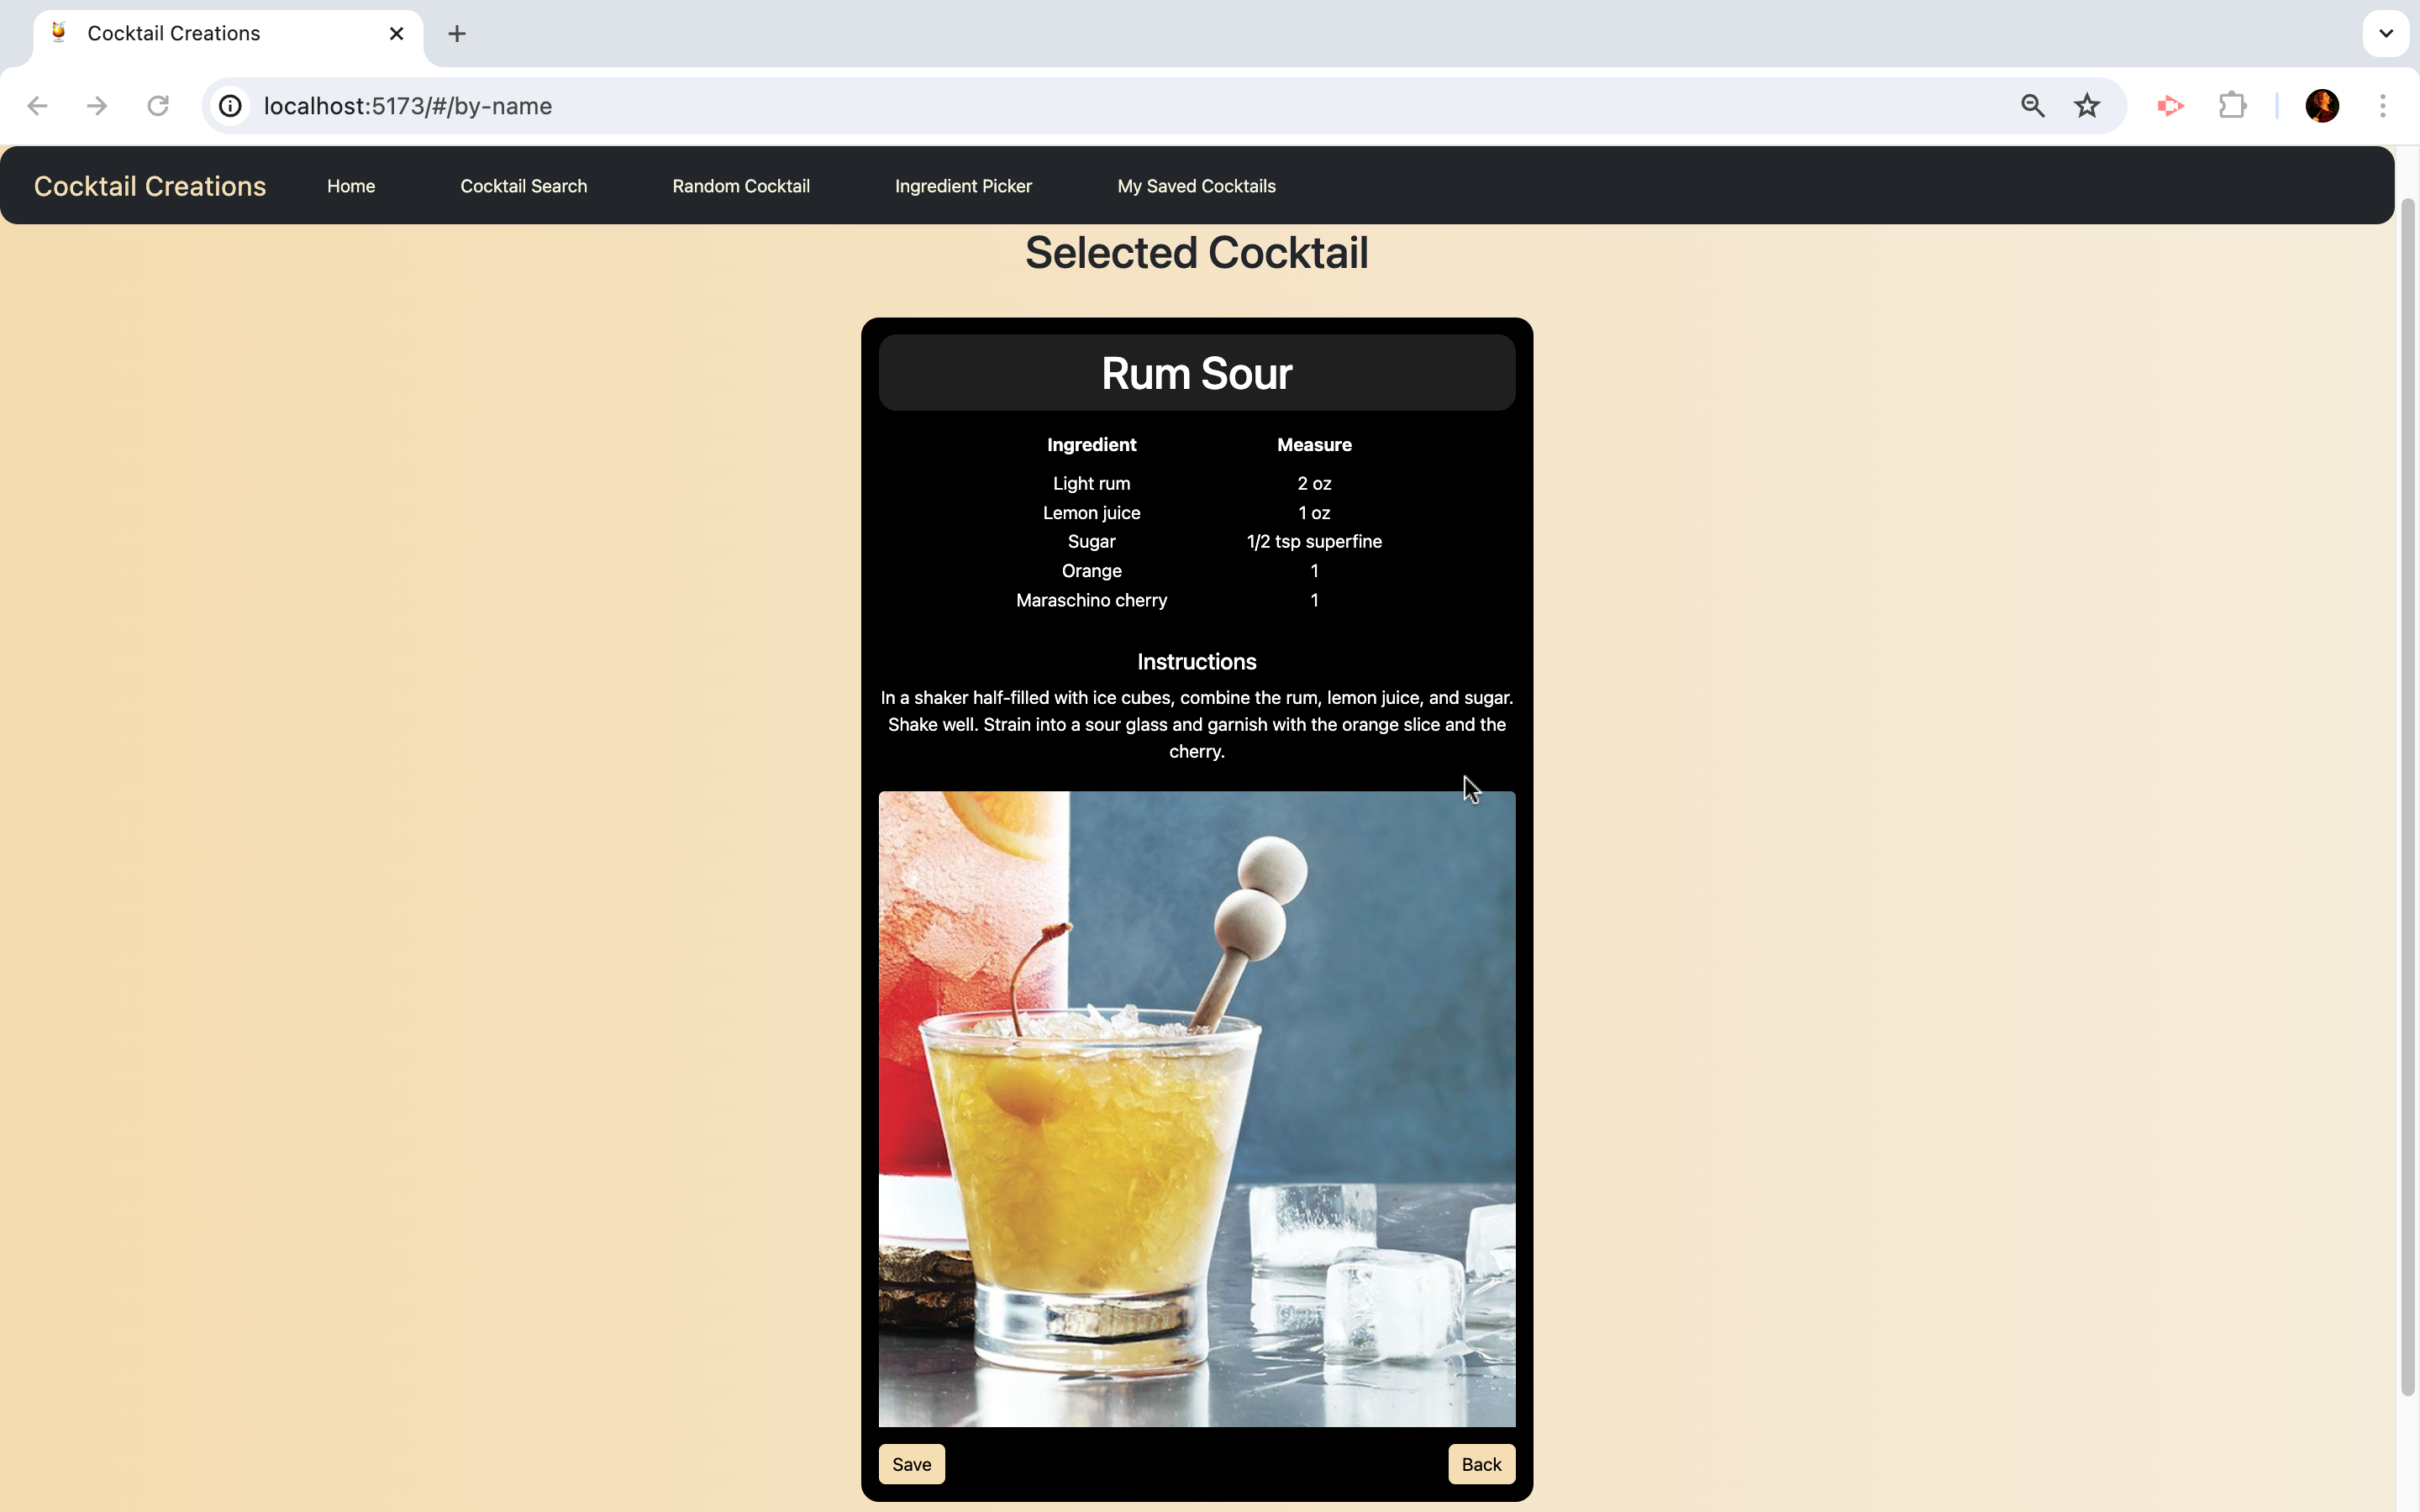 Cocktail Creations
localhost:5173/#/by-name
Cocktail Creations Home Cocktail Search Random Cocktail Ingredient Picker My Saved Cocktails
Selected Cocktail
Rum Sour
Ingredient Measure
Light rum 2 oz
Lemon juice 1 oz
Sugar 1/2 tsp superfine
Orange 1
Maraschino cherry 1
Instructions
In a shaker half-filled with ice cubes, combine the rum, lemon juice, and sugar.
Shake well. Strain into a sour glass and garnish with the orange slice and the
cherry.
Save Back